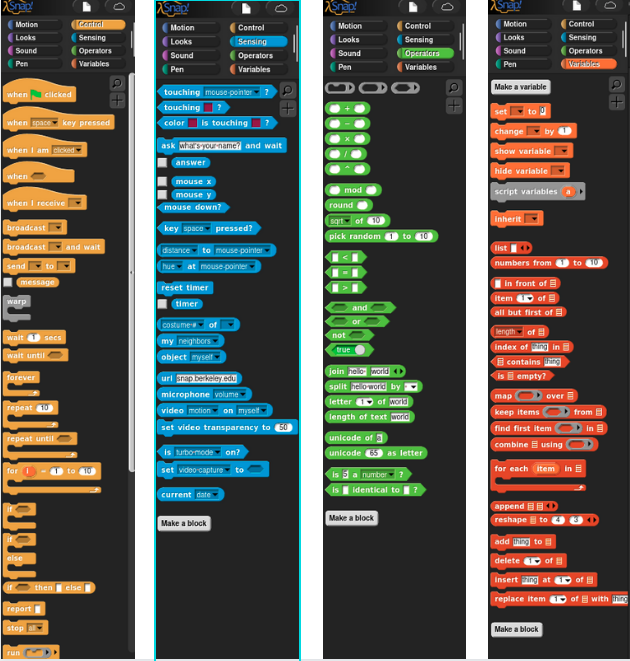 Snap!
Motion Control
Looks Sensing
Sound Operators
Pen Variables
when clicked
when space key pressed
when I am clicked
when
when I receive
broadcast
broadcast and wait
send to
message
warp
wait 1 secs
wait until
forever
repeat 10
repeat until
for i = 1 to 10
if
if
else
if then else
report
stop all
run
Snap!
Motion Control
Looks Sensing
Sound Operators
Pen Variables
touching mouse-pointer ?
touching ?
color is touching ?
ask what's your name? and wait
answer
mouse x
mouse y
mouse down?
key space pressed?
distance to mouse-pointer
hue at mouse-pointer
reset timer
timer
costume # of
my neighbors
object myself
url snap.berkeley.edu
microphone volume
video motion on myself
set video transparency to 50
is turbo mode on?
set video capture to
current date
Make a block
Snap!
Motion Control
Looks Sensing
Sound Operators
Pen Variables
+
−
×
/
^
mod
round
sqrt of 10
pick random 1 to 10
<
=
>
and
or
not
true
join hello world
split hello world by
letter 1 of world
length of text world
unicode of a
unicode 65 as letter
is 5 a number ?
is identical to ?
Make a block
Snap!
Motion Control
Looks Sensing
Sound Operators
Pen Variables
Make a variable
set to 0
change by 1
show variable
hide variable
script variables a
inherit
list
numbers from 1 to 10
in front of
item 1 of
all but first of
length of
index of thing in
contains thing
is empty?
map over
keep items from
find first item in
combine using
for each item in
append
reshape to 4 3
add thing to
delete 1 of
insert thing at 1 of
replace item 1 of with thing
Make a block